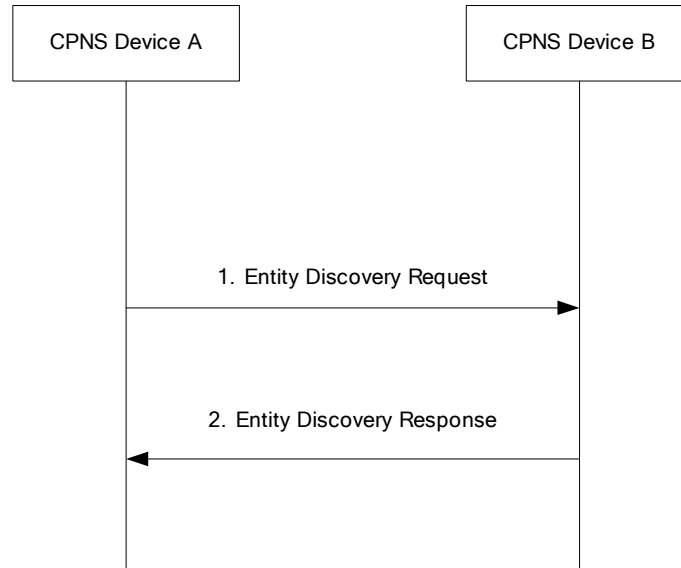 CPNS Device A
CPNS Device B
1. Entity Discovery Request
2. Entity Discovery Response